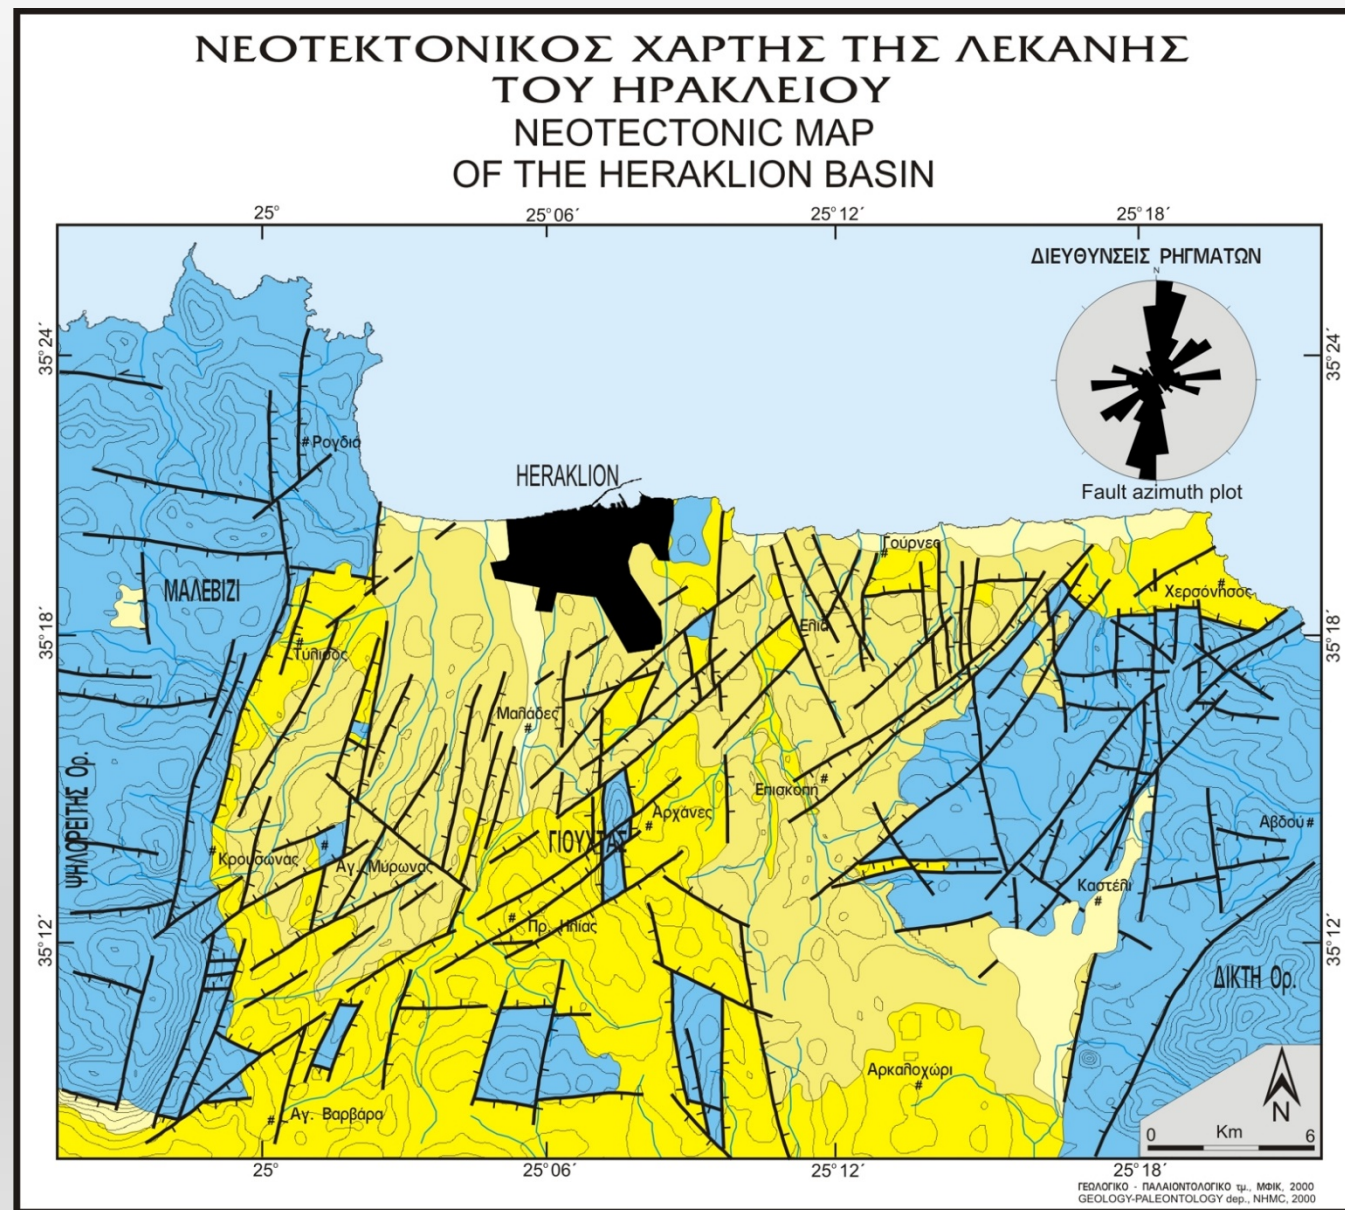 ΝΕΟΤΕΚΤΟΝΙΚΟΣ ΧΑΡΤΗΣ ΤΗΣ ΛΕΚΑΝΗΣ
ΤΟΥ ΗΡΑΚΛΕΙΟΥ
NEOTECTONIC MAP
OF THE HERAKLION BASIN
25°
25°06´
25°12´
25°18´
ΔΙΕΥΘΥΝΣΕΙΣ ΡΗΓΜΑΤΩΝ
N
35°24´
35°24´
Ρογδιά
HERAKLION
Fault azimuth plot
Γούρνες
ΜΑΛΕΒΙΖΙ
Χερσόνησος
35°18´
35°18´
Ελιά
Τύλισος
Μαλάδες
ΨΗΛΟΡΕΙΤΗΣ Ορ.
Επισκοπή
Αρχάνες
Αβδού
ΓΙΟΥΧΤΑΣ
Κρουσώνας
Αγ. Μύρωνας
Καστέλι
Πρ. Ηλίας
35°12´
35°12´
ΔΙΚΤΗ Ορ.
Αρκαλοχώρι
Αγ. Βαρβάρα
N
0 Km 6
25°
25°06´
25°12´
25°18´
ΓΕΩΛΟΓΙΚΟ - ΠΑΛΑΙΟΝΤΟΛΟΓΙΚΟ τμ., ΜΦΙΚ, 2000
GEOLOGY-PALEONTOLOGY dep., NHMC, 2000